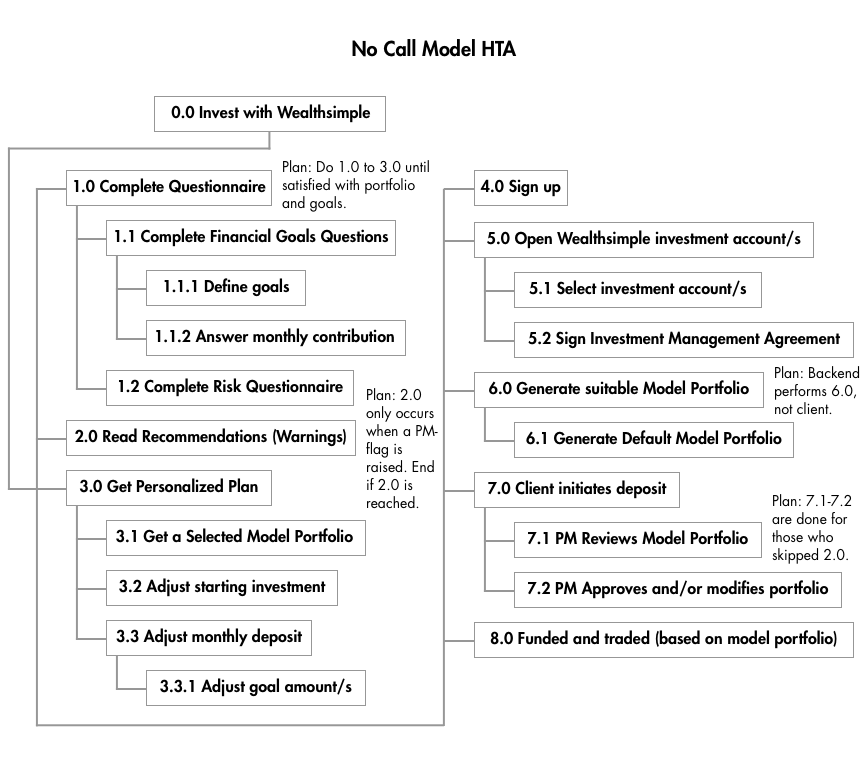 No Call Model HTA
0.0 Invest with Wealthsimple
1.0 Complete Questionnaire
Plan: Do 1.0 to 3.0 until
satisfied with portfolio
and goals.
1.1 Complete Financial Goals Questions
1.1.1 Define goals
1.1.2 Answer monthly contribution
1.2 Complete Risk Questionnaire
2.0 Read Recommendations (Warnings)
Plan: 2.0
only occurs
when a PM-
flag is
raised. End
if 2.0 is
reached.
3.0 Get Personalized Plan
3.1 Get a Selected Model Portfolio
3.2 Adjust starting investment
3.3 Adjust monthly deposit
3.3.1 Adjust goal amount/s
4.0 Sign up
5.0 Open Wealthsimple investment account/s
5.1 Select investment account/s
5.2 Sign Investment Management Agreement
6.0 Generate suitable Model Portfolio
Plan: Backend
performs 6.0,
not client.
6.1 Generate Default Model Portfolio
7.0 Client initiates deposit
7.1 PM Reviews Model Portfolio
Plan: 7.1-7.2
are done for
those who
skipped 2.0.
7.2 PM Approves and/or modifies portfolio
8.0 Funded and traded (based on model portfolio)